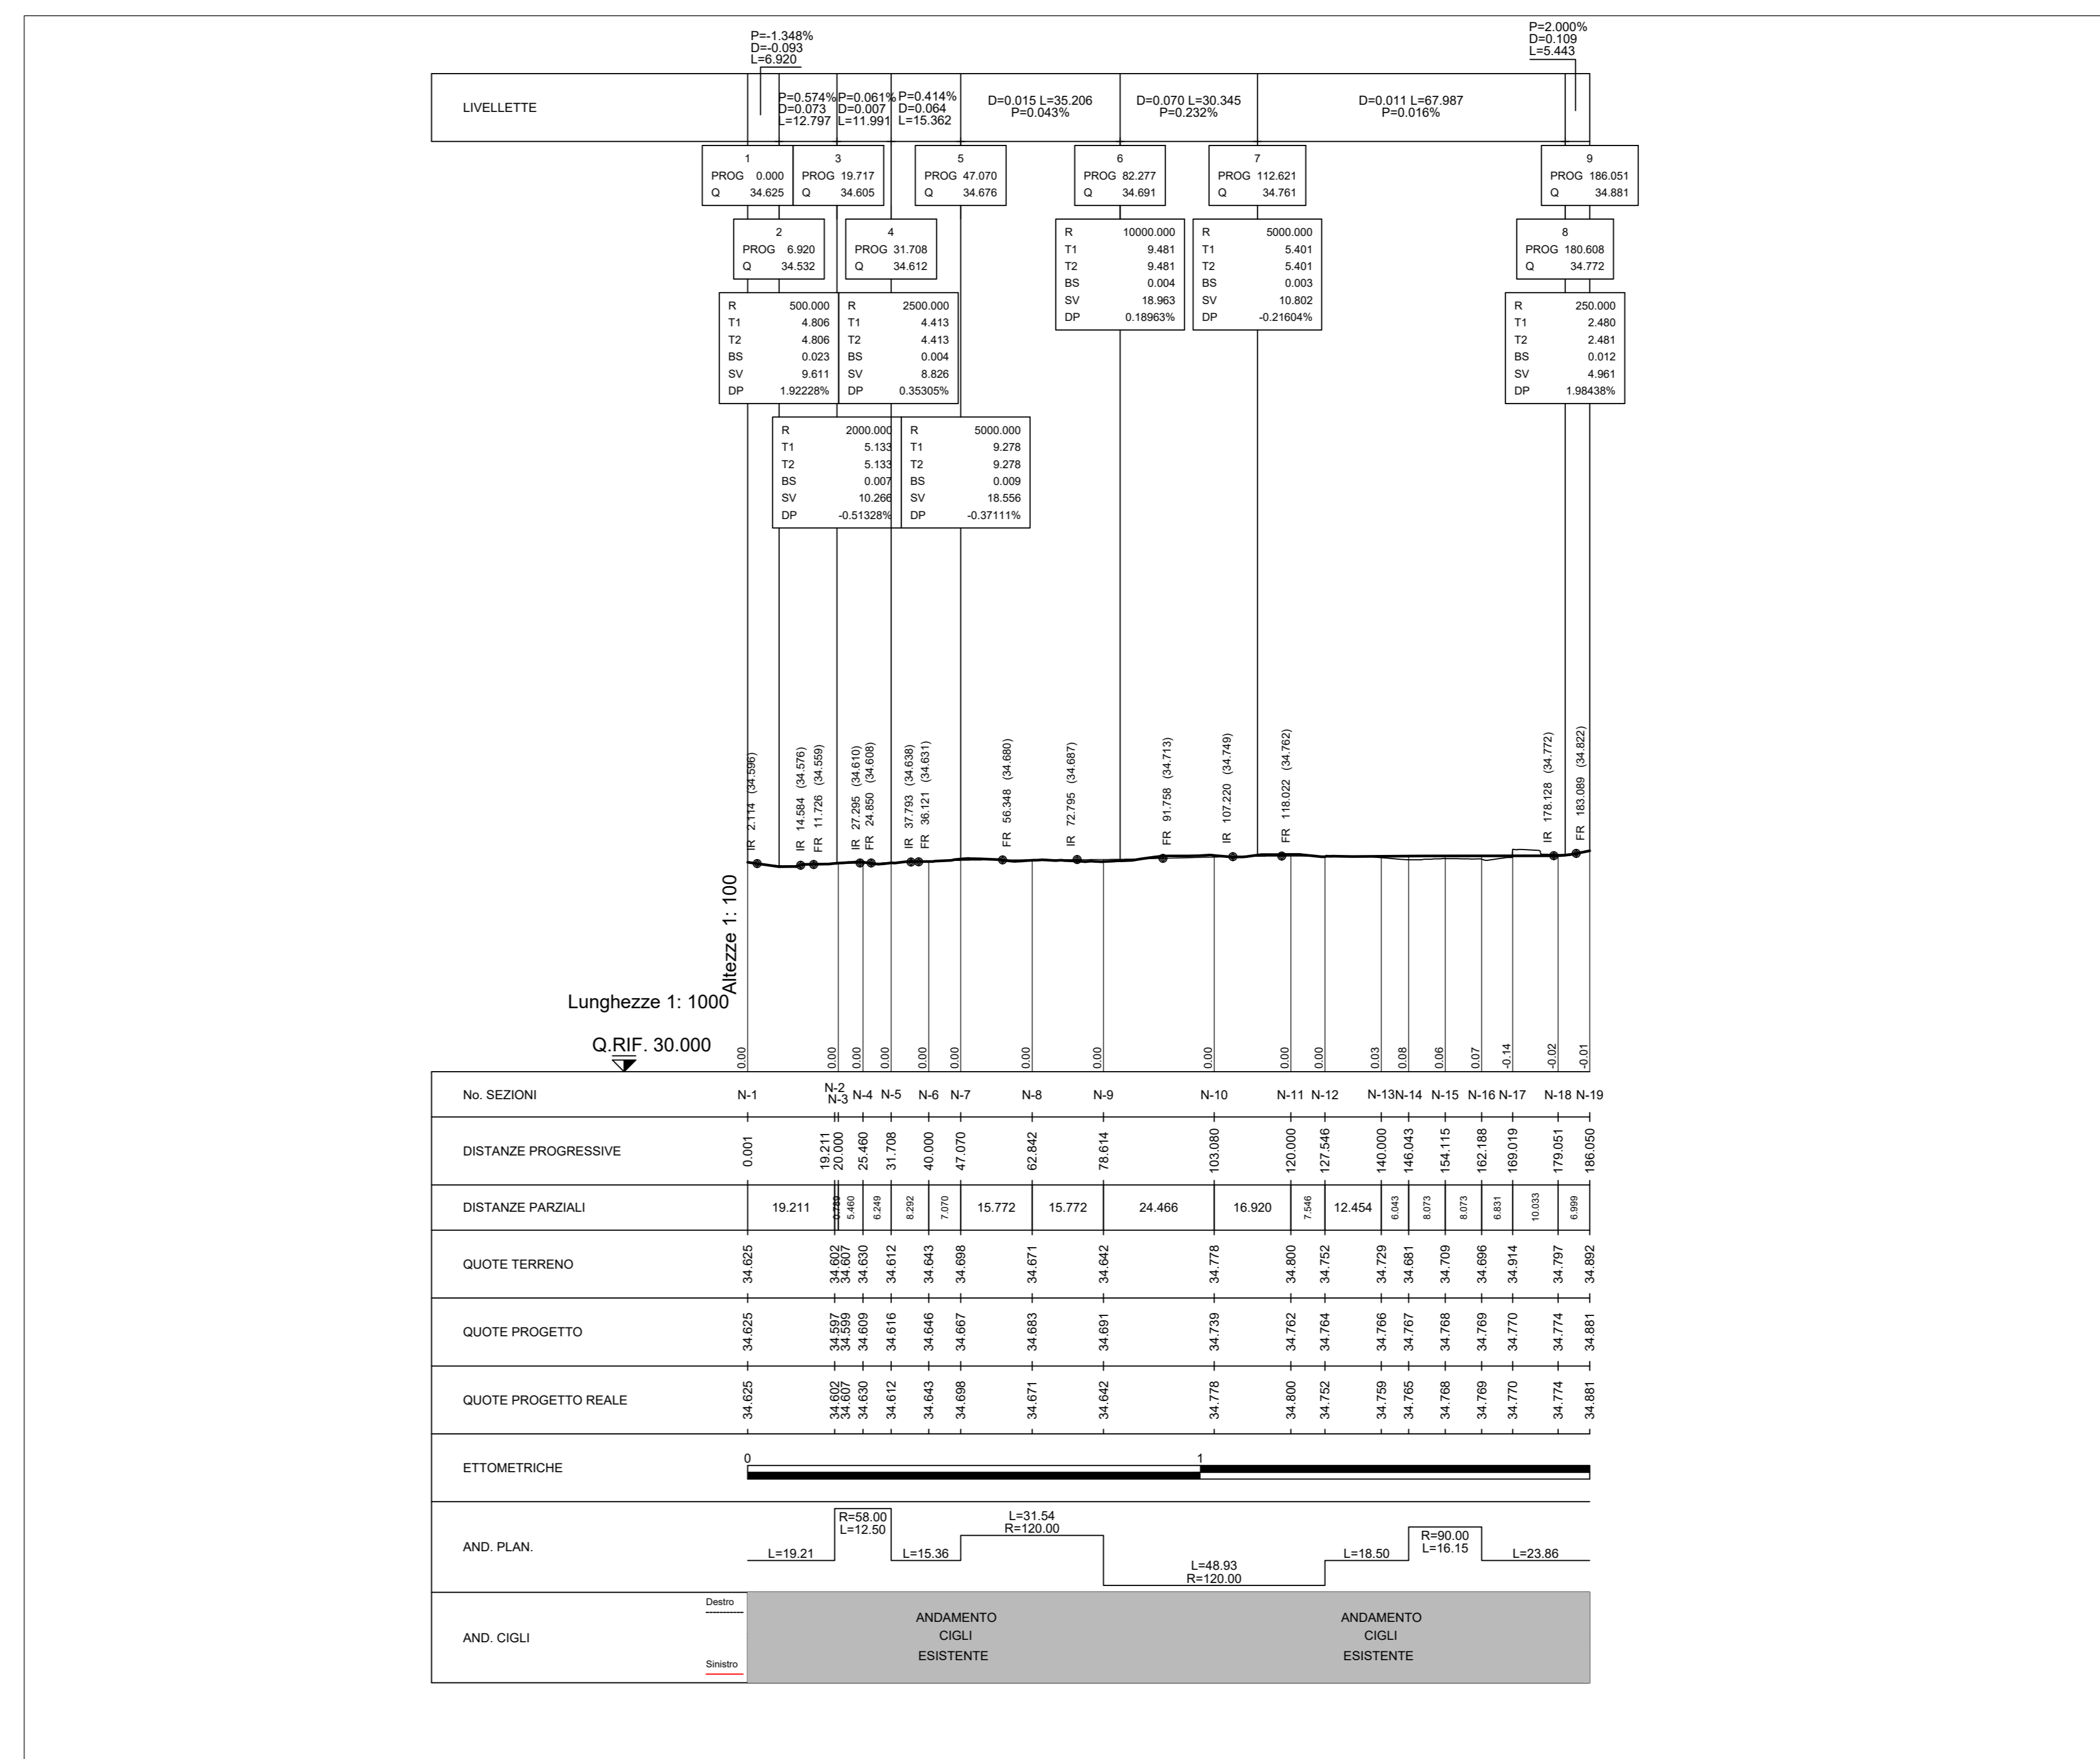 P=-1.348%
D=-0.093
L=6.920
P=2.000%
D=0.109
L=5.443
LIVELLETTE
P=0.574%
D=0.073
L=12.797
P=0.061%
D=0.007
L=11.991
P=0.414%
D=0.064
L=15.362
D=0.015 L=35.206
P=0.043%
D=0.070 L=30.345
P=0.232%
D=0.011 L=67.987
P=0.016%
1
PROG 0.000
Q 34.625
3
PROG 19.717
Q 34.605
5
PROG 47.070
Q 34.676
6
PROG 82.277
Q 34.691
7
PROG 112.621
Q 34.761
9
PROG 186.051
Q 34.881
2
PROG 6.920
Q 34.532
4
PROG 31.708
Q 34.612
8
PROG 180.608
Q 34.772
R 10000.000
T1 9.481
T2 9.481
BS 0.004
SV 18.963
DP 0.18963%
R 5000.000
T1 5.401
T2 5.401
BS 0.003
SV 10.802
DP -0.21604%
R 500.000
T1 4.806
T2 4.806
BS 0.023
SV 9.611
DP 1.92228%
R 2500.000
T1 4.413
T2 4.413
BS 0.004
SV 8.826
DP 0.35305%
R 250.000
T1 2.480
T2 2.481
BS 0.012
SV 4.961
DP 1.98438%
R 2000.000
T1 5.133
T2 5.133
BS 0.007
SV 10.266
DP -0.51328%
R 5000.000
T1 9.278
T2 9.278
BS 0.009
SV 18.556
DP -0.37111%
IR 2.114 (34.596)
IR 14.584 (34.576)
FR 11.726 (34.559)
IR 27.295 (34.610)
FR 24.850 (34.608)
IR 37.793 (34.638)
FR 36.121 (34.631)
FR 56.348 (34.680)
IR 72.795 (34.687)
FR 91.758 (34.713)
IR 107.220 (34.749)
FR 118.022 (34.762)
IR 178.128 (34.772)
FR 183.089 (34.822)
Altezze 1: 100
Lunghezze 1: 1000
Q.RIF. 30.000
0.00 0.00 0.00 0.00 0.00 0.00 0.00 0.00 0.00 0.00 0.00 0.03 0.08 0.06 0.07 -0.14 -0.02 -0.01
No. SEZIONI N-1 N-2 N-3 N-4 N-5 N-6 N-7 N-8 N-9 N-10 N-11 N-12 N-13 N-14 N-15 N-16 N-17 N-18 N-19
DISTANZE PROGRESSIVE 0.001 19.211 20.000 25.460 31.708 40.000 47.070 62.842 78.614 103.080 120.000 127.546 140.000 146.043 154.115 162.188 169.019 179.051 186.050
DISTANZE PARZIALI 19.211 0.789 5.460 6.249 8.292 7.070 15.772 15.772 24.466 16.920 7.546 12.454 6.043 8.073 8.073 6.831 10.033 6.999
QUOTE TERRENO 34.625 34.602 34.607 34.630 34.612 34.643 34.698 34.671 34.642 34.778 34.800 34.752 34.729 34.681 34.709 34.696 34.914 34.797 34.892
QUOTE PROGETTO 34.625 34.597 34.599 34.609 34.616 34.646 34.667 34.683 34.691 34.739 34.762 34.764 34.766 34.767 34.768 34.769 34.770 34.774 34.881
QUOTE PROGETTO REALE 34.625 34.602 34.607 34.630 34.612 34.643 34.698 34.671 34.642 34.778 34.800 34.752 34.759 34.765 34.768 34.769 34.770 34.774 34.881
ETTOMETRICHE 0 1
AND. PLAN.
L=19.21
R=58.00
L=12.50
L=15.36
L=31.54
R=120.00
L=48.93
R=120.00
L=18.50
R=90.00
L=16.15
L=23.86
AND. CIGLI
Destro
Sinistro
ANDAMENTO
CIGLI
ESISTENTE
ANDAMENTO
CIGLI
ESISTENTE